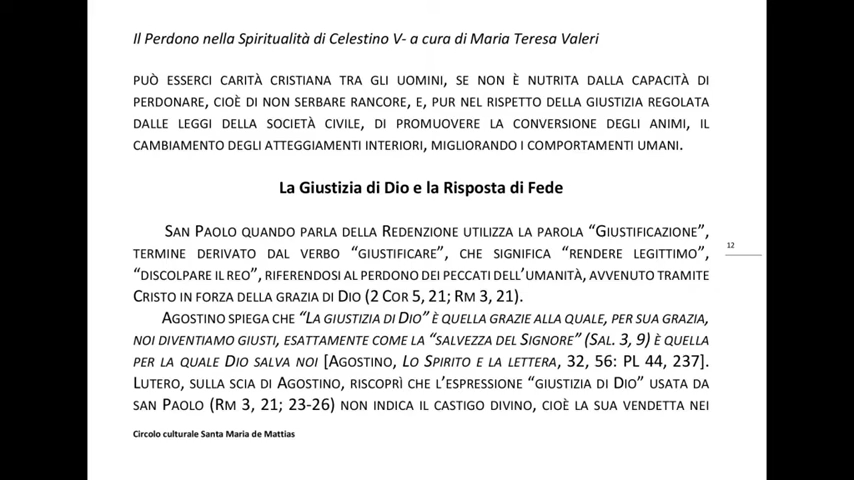 Il Perdono nella Spiritualità di Celestino V- a cura di Maria Teresa Valeri
PUÒ ESSERCI CARITÀ CRISTIANA TRA GLI UOMINI, SE NON È NUTRITA DALLA CAPACITÀ DI
PERDONARE, CIOÈ DI NON SERBARE RANCORE, E, PUR NEL RISPETTO DELLA GIUSTIZIA REGOLATA
DALLE LEGGI DELLA SOCIETÀ CIVILE, DI PROMUOVERE LA CONVERSIONE DEGLI ANIMI, IL
CAMBIAMENTO DEGLI ATTEGGIAMENTI INTERIORI, MIGLIORANDO I COMPORTAMENTI UMANI.
La Giustizia di Dio e la Risposta di Fede
SAN PAOLO QUANDO PARLA DELLA REDENZIONE UTILIZZA LA PAROLA “GIUSTIFICAZIONE”,
12
TERMINE DERIVATO DAL VERBO “GIUSTIFICARE”, CHE SIGNIFICA “RENDERE LEGITTIMO”,
“DISCOLPARE IL REO”, RIFERENDOSI AL PERDONO DEI PECCATI DELL’UMANITÀ, AVVENUTO TRAMITE
CRISTO IN FORZA DELLA GRAZIA DI DIO (2 COR 5, 21; RM 3, 21).
AGOSTINO SPIEGA CHE “LA GIUSTIZIA DI DIO” È QUELLA GRAZIE ALLA QUALE, PER SUA GRAZIA,
NOI DIVENTIAMO GIUSTI, ESATTAMENTE COME LA “SALVEZZA DEL SIGNORE” (SAL. 3, 9) È QUELLA
PER LA QUALE DIO SALVA NOI [AGOSTINO, LO SPIRITO E LA LETTERA, 32, 56: PL 44, 237].
LUTERO, SULLA SCIA DI AGOSTINO, RISCOPRÌ CHE L’ESPRESSIONE “GIUSTIZIA DI DIO” USATA DA
SAN PAOLO (RM 3, 21; 23-26) NON INDICA IL CASTIGO DIVINO, CIOÈ LA SUA VENDETTA NEI
Circolo culturale Santa Maria de Mattias